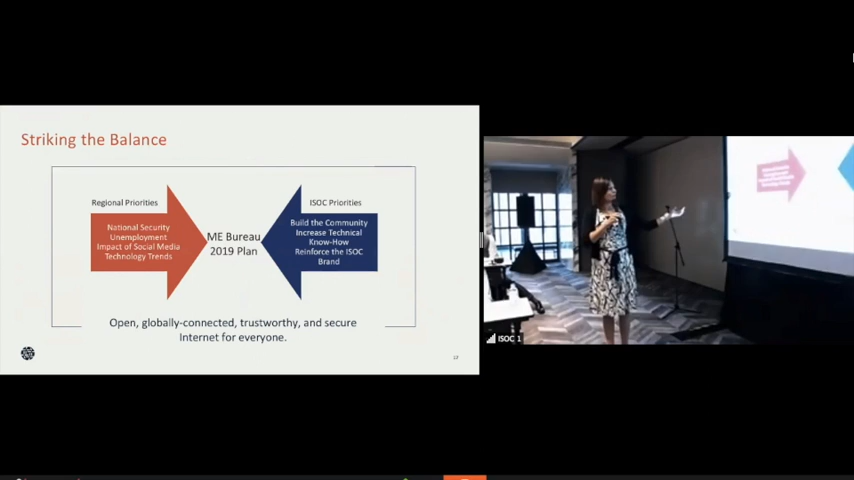 Striking the Balance
Regional Priorities
ISOC Priorities
National Security
Unemployment
Impact of Social Media
Technology Trends
ME Bureau
2019 Plan
Build the Community
Increase Technical
Know-How
Reinforce the ISOC
Brand
Open, globally-connected, trustworthy, and secure
Internet for everyone.
ISOC 1